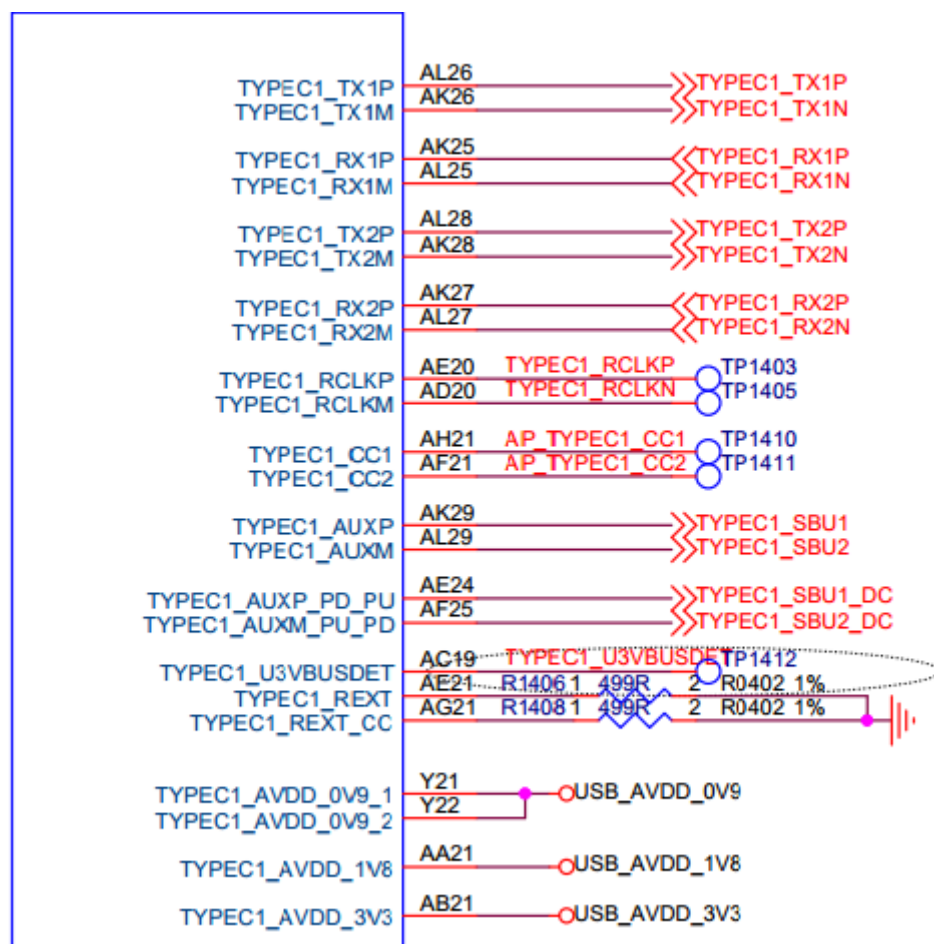 TYPEC1_TX1P AL26 TYPEC1_TX1P
TYPEC1_TX1M AK26 TYPEC1_TX1N
TYPEC1_RX1P AK25 TYPEC1_RX1P
TYPEC1_RX1M AL25 TYPEC1_RX1N
TYPEC1_TX2P AL28 TYPEC1_TX2P
TYPEC1_TX2M AK28 TYPEC1_TX2N
TYPEC1_RX2P AK27 TYPEC1_RX2P
TYPEC1_RX2M AL27 TYPEC1_RX2N
TYPEC1_RCLKP AE20 TYPEC1_RCLKP TP1403
TYPEC1_RCLKM AD20 TYPEC1_RCLKN TP1405
TYPEC1_CC1 AH21 AP_TYPEC1_CC1 TP1410
TYPEC1_CC2 AF21 AP_TYPEC1_CC2 TP1411
TYPEC1_AUXP AK29 TYPEC1_SBU1
TYPEC1_AUXM AL29 TYPEC1_SBU2
TYPEC1_AUXP_PD_PU AE24 TYPEC1_SBU1_DC
TYPEC1_AUXM_PU_PD AF25 TYPEC1_SBU2_DC
TYPEC1_U3VBUSDET AC19 TYPEC1_U3VBUSDET TP1412
TYPEC1_REXT AE21 R1406 1 499R 2 R0402 1%
TYPEC1_REXT_CC AG21 R1408 1 499R 2 R0402 1%
TYPEC1_AVDD_0V9_1 Y21 USB_AVDD_0V9
TYPEC1_AVDD_0V9_2 Y22
TYPEC1_AVDD_1V8 AA21 USB_AVDD_1V8
TYPEC1_AVDD_3V3 AB21 USB_AVDD_3V3